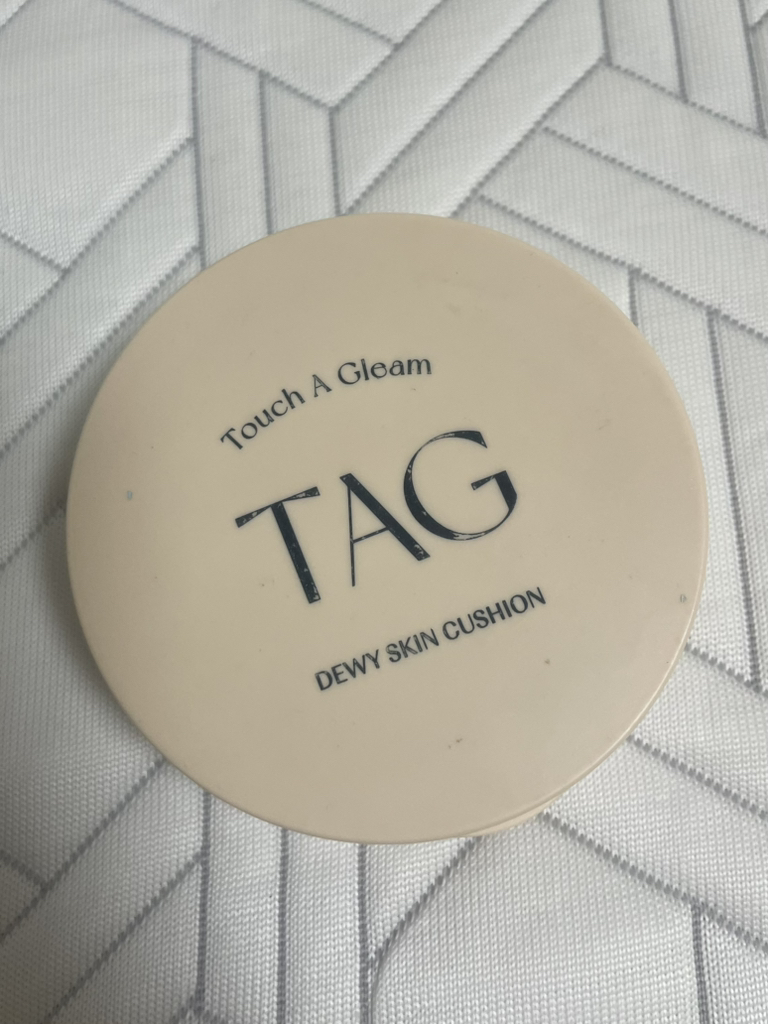 Touch A Gleam
TAG
DEWY SKIN CUSHION